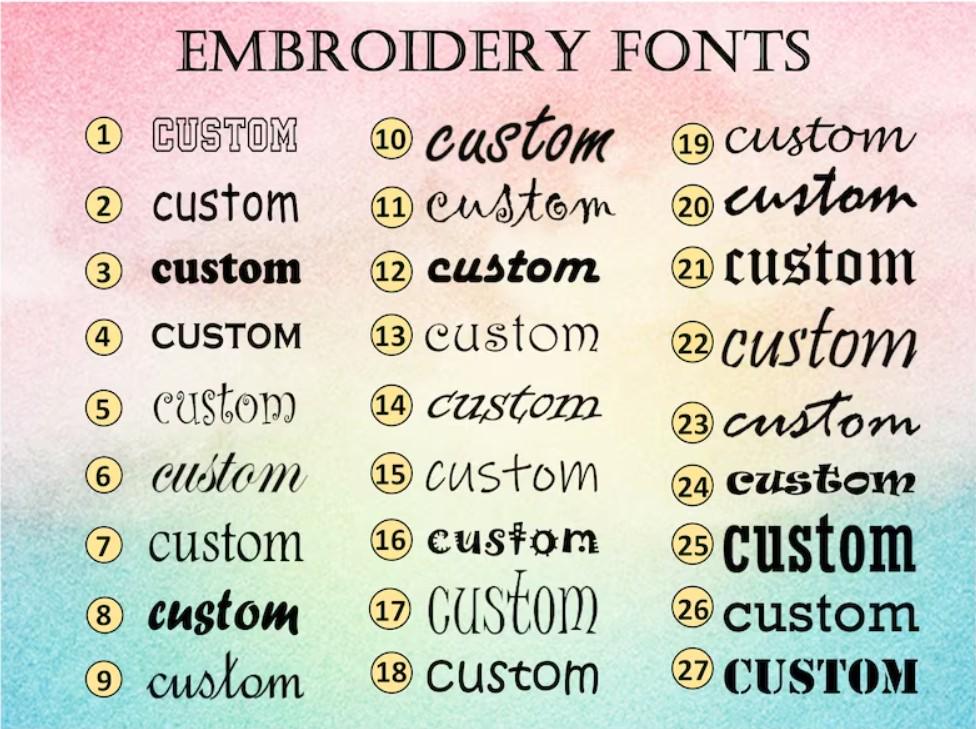 EMBROIDERY FONTS
1 CUSTOM
2 custom
3 custom
4 CUSTOM
5 custom
6 custom
7 custom
8 custom
9 custom
10 custom
11 custom
12 custom
13 custom
14 custom
15 custom
16 custom
17 custom
18 custom
19 custom
20 custom
21 custom
22 custom
23 custom
24 custom
25 custom
26 custom
27 CUSTOM